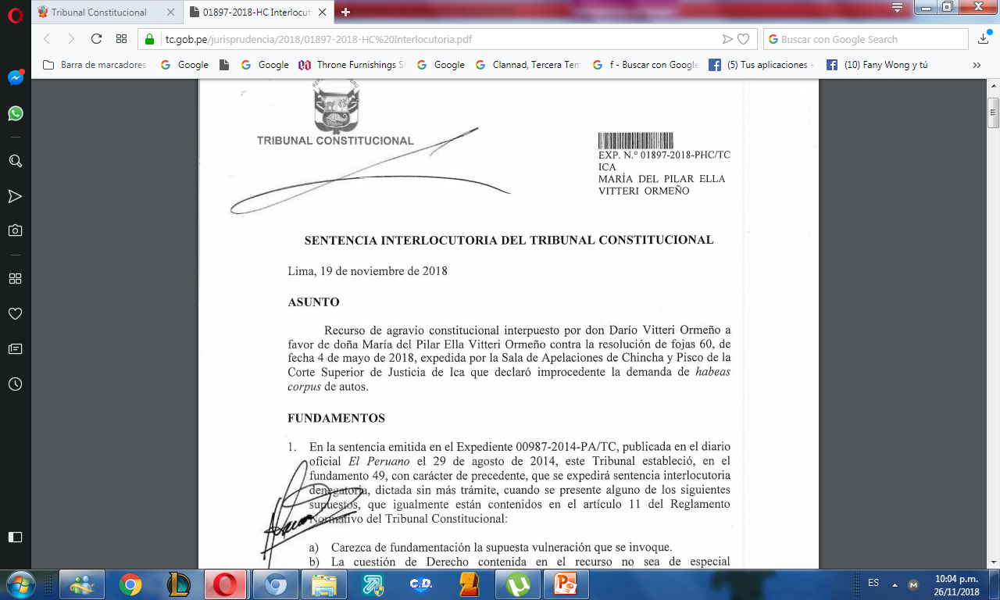 Tribunal Constitucional
01897-2018-HC Interlocut
tc.gob.pe/jurisprudencia/2018/01897-2018-HC%20Interlocutoria.pdf
Buscar con Google Search
Barra de marcadores
Google
Google
Throne Furnishings S
Google
Clannad, Tercera Tem
f - Buscar con Google
(5) Tus aplicaciones -
(10) Fany Wong y tú
TRIBUNAL CONSTITUCIONAL
EXP. N.° 01897-2018-PHC/TC
ICA
MARÍA DEL PILAR ELLA
VITTERI ORMEÑO
SENTENCIA INTERLOCUTORIA DEL TRIBUNAL CONSTITUCIONAL
Lima, 19 de noviembre de 2018
ASUNTO
Recurso de agravio constitucional interpuesto por don Darío Vitteri Ormeño a
favor de doña María del Pilar Ella Vitteri Ormeño contra la resolución de fojas 60, de
fecha 4 de mayo de 2018, expedida por la Sala de Apelaciones de Chincha y Pisco de la
Corte Superior de Justicia de Ica que declaró improcedente la demanda de habeas
corpus de autos.
FUNDAMENTOS
1. En la sentencia emitida en el Expediente 00987-2014-PA/TC, publicada en el diario
oficial El Peruano el 29 de agosto de 2014, este Tribunal estableció, en el
fundamento 49, con carácter de precedente, que se expedirá sentencia interlocutoria
denegatoria, dictada sin más trámite, cuando se presente alguno de los siguientes
supuestos, que igualmente están contenidos en el artículo 11 del Reglamento
Normativo del Tribunal Constitucional:
a) Carezca de fundamentación la supuesta vulneración que se invoque.
b) La cuestión de Derecho contenida en el recurso no sea de especial
C.D.
ES
10:04 p.m.
26/11/2018